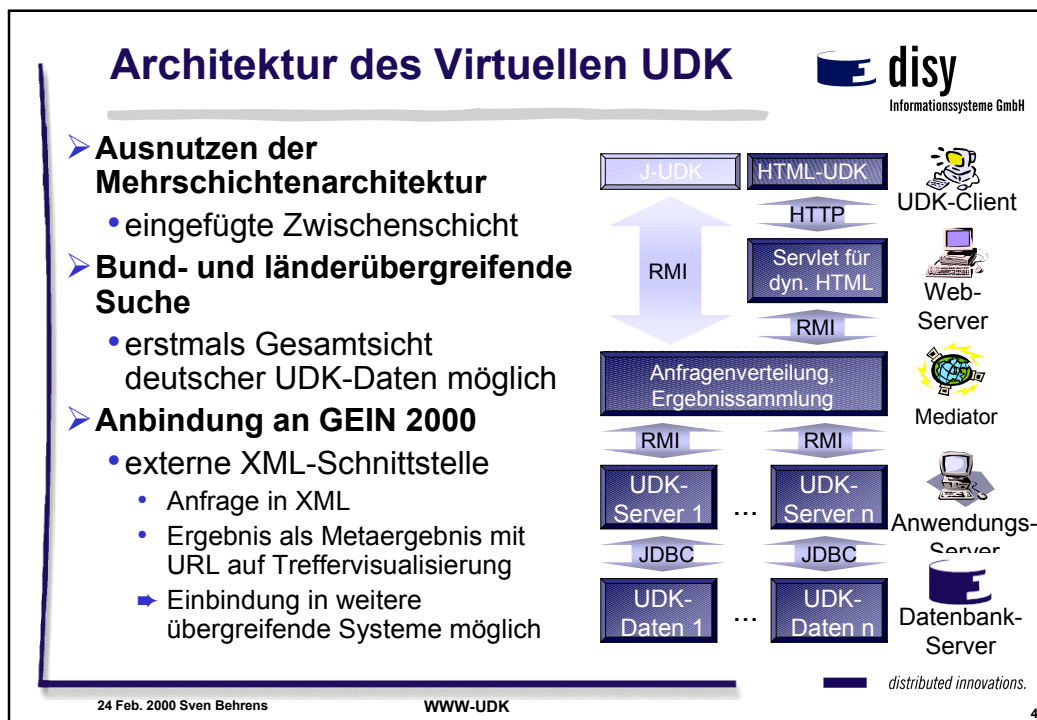 Architektur des Virtuellen UDK
disy
Informationssysteme GmbH
Ausnutzen der
Mehrschichtenarchitektur
eingefügte Zwischenschicht
Bund- und länderübergreifende
Suche
erstmals Gesamtsicht
deutscher UDK-Daten möglich
Anbindung an GEIN 2000
externe XML-Schnittstelle
Anfrage in XML
Ergebnis als Metaergebnis mit
URL auf Treffervisualisierung
Einbindung in weitere
übergreifende Systeme möglich
J-UDK
HTML-UDK
UDK-Client
HTTP
RMI
Servlet für
dyn. HTML
Web-
Server
RMI
Anfragenverteilung,
Ergebnissammlung
Mediator
RMI
RMI
UDK-
Server 1
...
UDK-
Server n
Anwendungs-
Server
JDBC
JDBC
UDK-
Daten 1
...
UDK-
Daten n
Datenbank-
Server
distributed innovations.
24 Feb. 2000 Sven Behrens
WWW-UDK
4